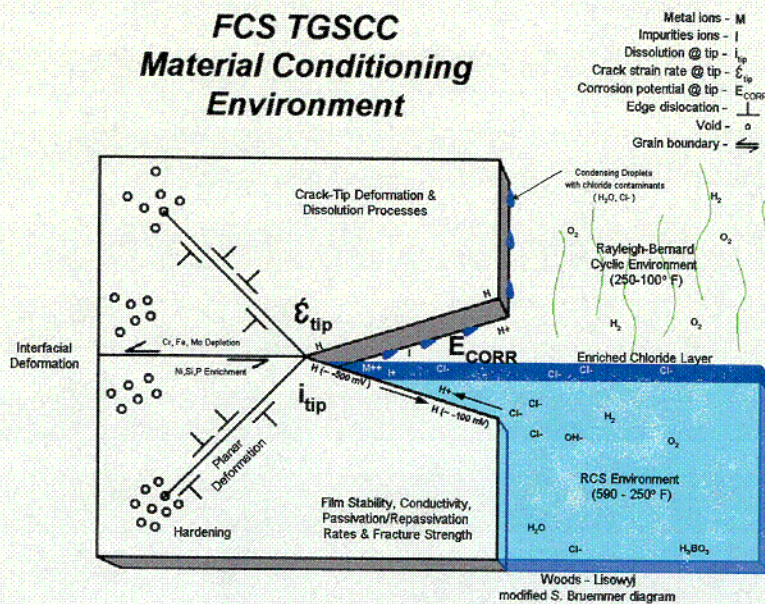 FCS TGSCC
Material Conditioning
Environment
Metal ions - M
Impurities ions - I
Dissolution @ tip - i tip
Crack strain rate @ tip - έ tip
Corrosion potential @ tip - E CORR
Edge dislocation -
Void -
Grain boundary -
Crack-Tip Deformation &
Dissolution Processes
Condensing Droplets
with chloride contaminants
(H2O, Cl-)
H2
O2
O2
Rayleigh-Bernard
Cyclic Environment
(250-100° F)
H2
O2
H
H+
έ tip
H
I
E CORR
Interfacial
Deformation
Cr, Fe, Mo Depletion
Ni,Si,P Enrichment
Enriched Chloride Layer
M++
I+
Cl-
Cl-
Cl-
Cl-
H (~ -500 mV)
H+
i tip
H (~ -100 mV)
Cl-
Cl-
Cl-
H2
OH-
O2
Planar
Deformation
RCS Environment
(590 - 250° F)
Hardening
Film Stability, Conductivity,
Passivation/Repassivation
Rates & Fracture Strength
H2O
Cl-
H3BO3
Woods - Lisowyj
modified S. Bruemmer diagram